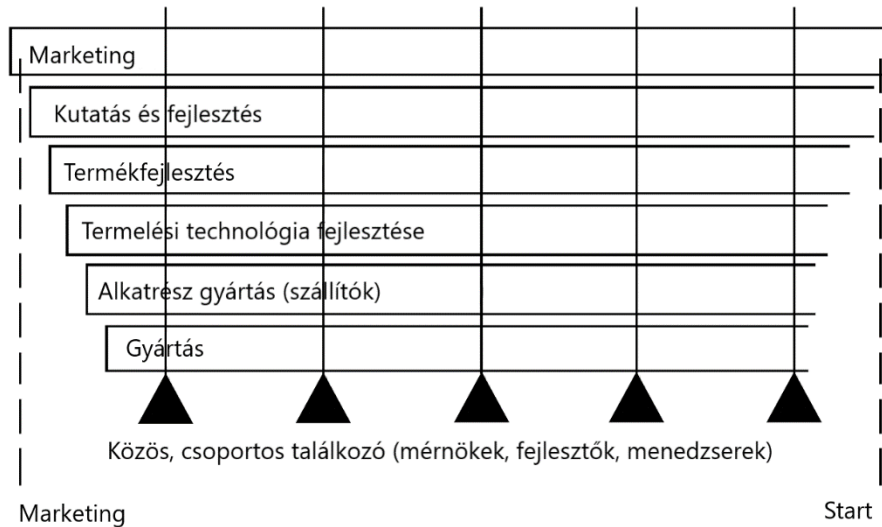 Marketing
Kutatás és fejlesztés
Termékfejlesztés
Termelési technológia fejlesztése
Alkatrész gyártás (szállítók)
Gyártás
Közös, csoportos találkozó (mérnökek, fejlesztők, menedzserek)
Marketing
Start